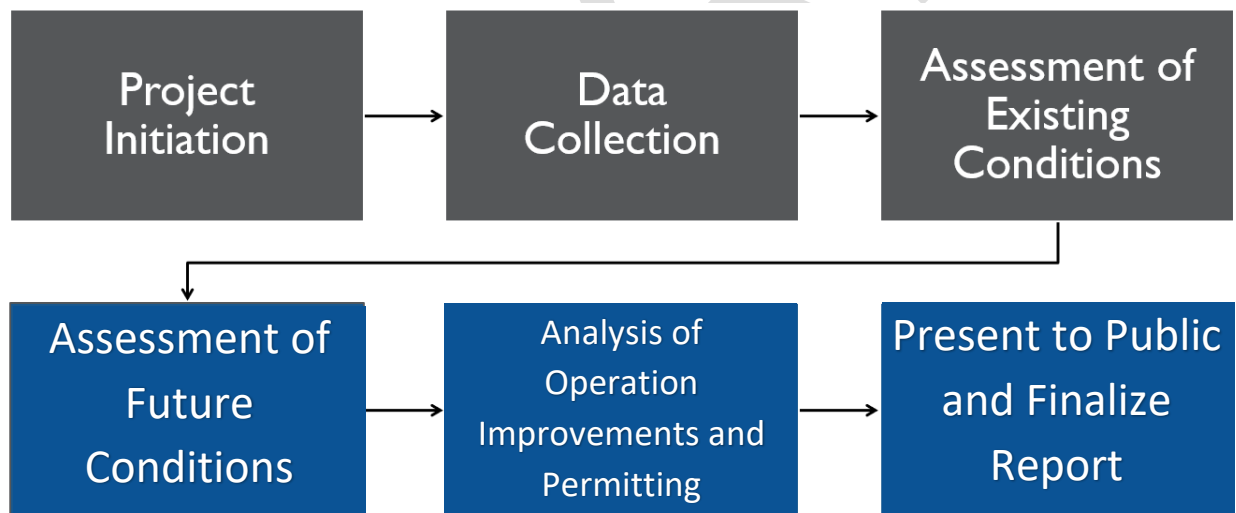 Project
Initiation
Data
Collection
Assessment of
Existing
Conditions
Assessment of
Future
Conditions
Analysis of
Operation
Improvements and
Permitting
Present to Public
and Finalize
Report